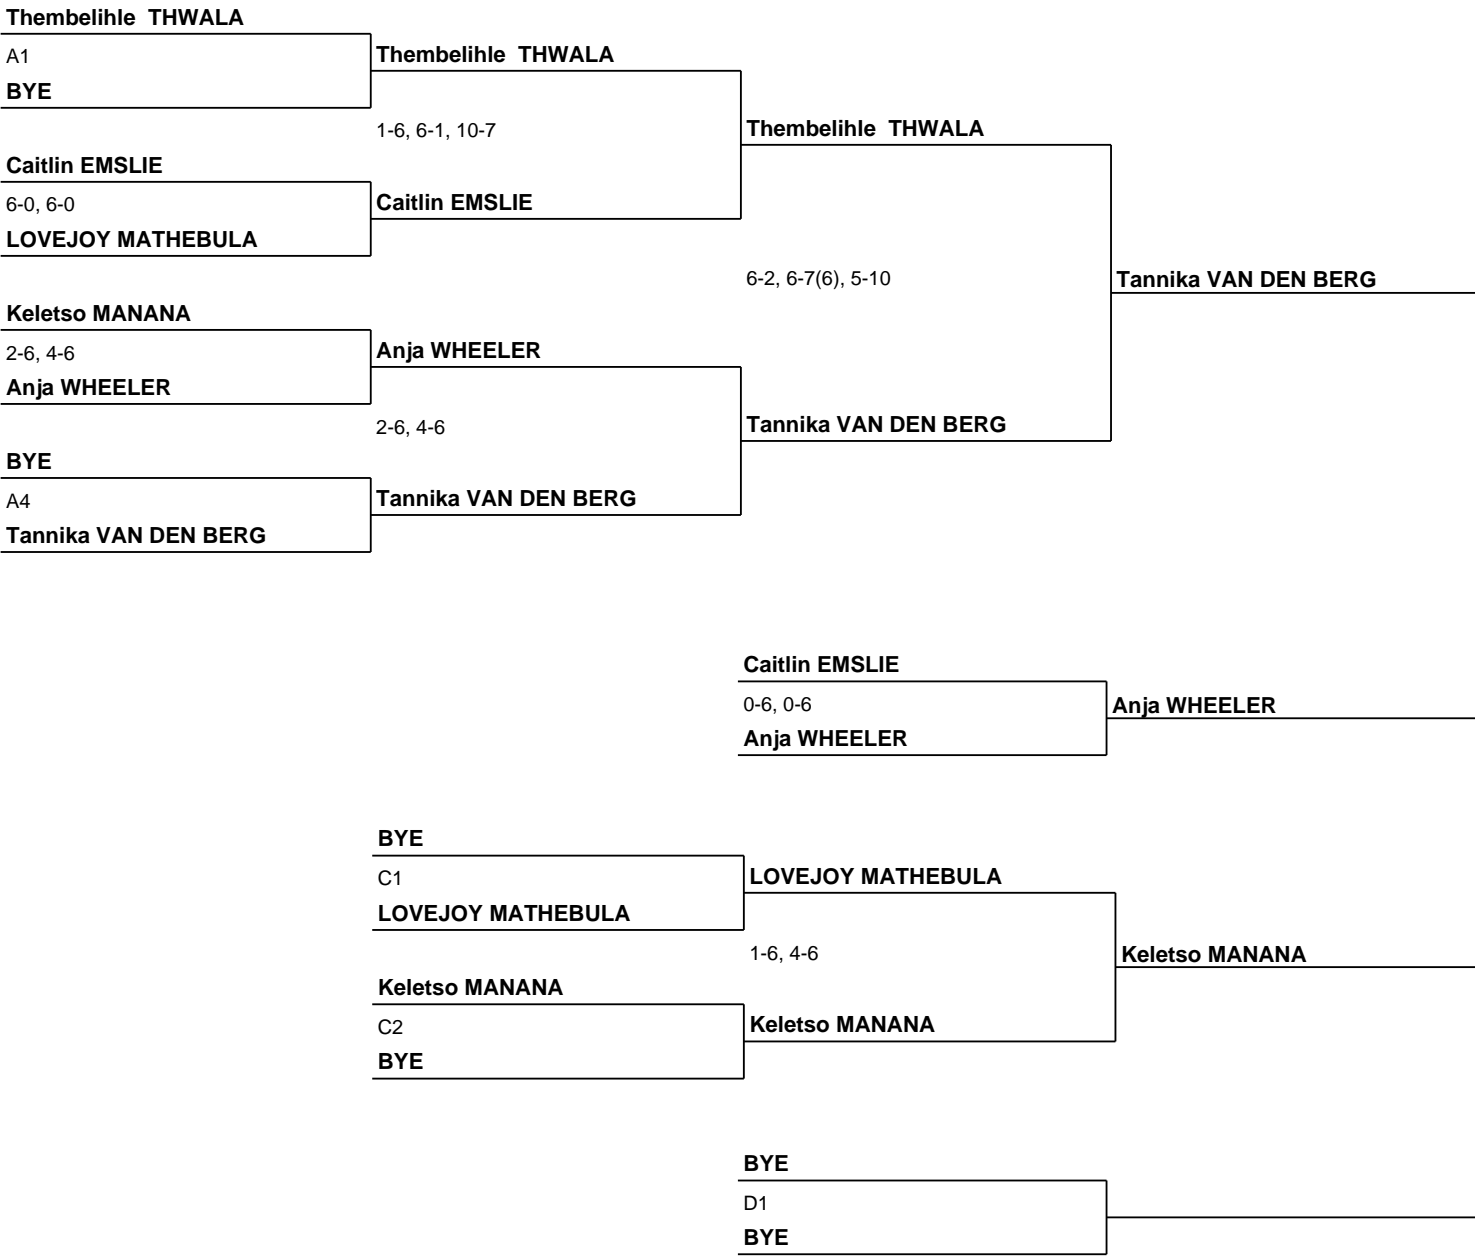 Thembelihle  THWALA
A1
BYE
Thembelihle  THWALA
1-6, 6-1, 10-7
Caitlin EMSLIE
6-0, 6-0
LOVEJOY MATHEBULA
Caitlin EMSLIE
Thembelihle  THWALA
6-2, 6-7(6), 5-10
Tannika VAN DEN BERG
Keletso MANANA
2-6, 4-6
Anja WHEELER
Anja WHEELER
2-6, 4-6
BYE
A4
Tannika VAN DEN BERG
Tannika VAN DEN BERG
Tannika VAN DEN BERG
Caitlin EMSLIE
0-6, 0-6
Anja WHEELER
Anja WHEELER
BYE
C1
LOVEJOY MATHEBULA
LOVEJOY MATHEBULA
1-6, 4-6
Keletso MANANA
C2
BYE
Keletso MANANA
Keletso MANANA
BYE
D1
BYE